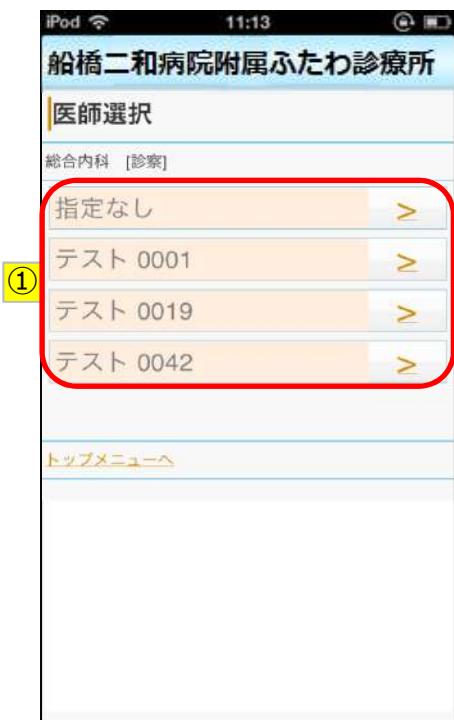 iPod 11:13
船橋二和病院附属ふたわ診療所
医師選択
総合内科 [診察]
指定なし ≥
テスト 0001 ≥
①
テスト 0019 ≥
テスト 0042 ≥
トップメニューへ